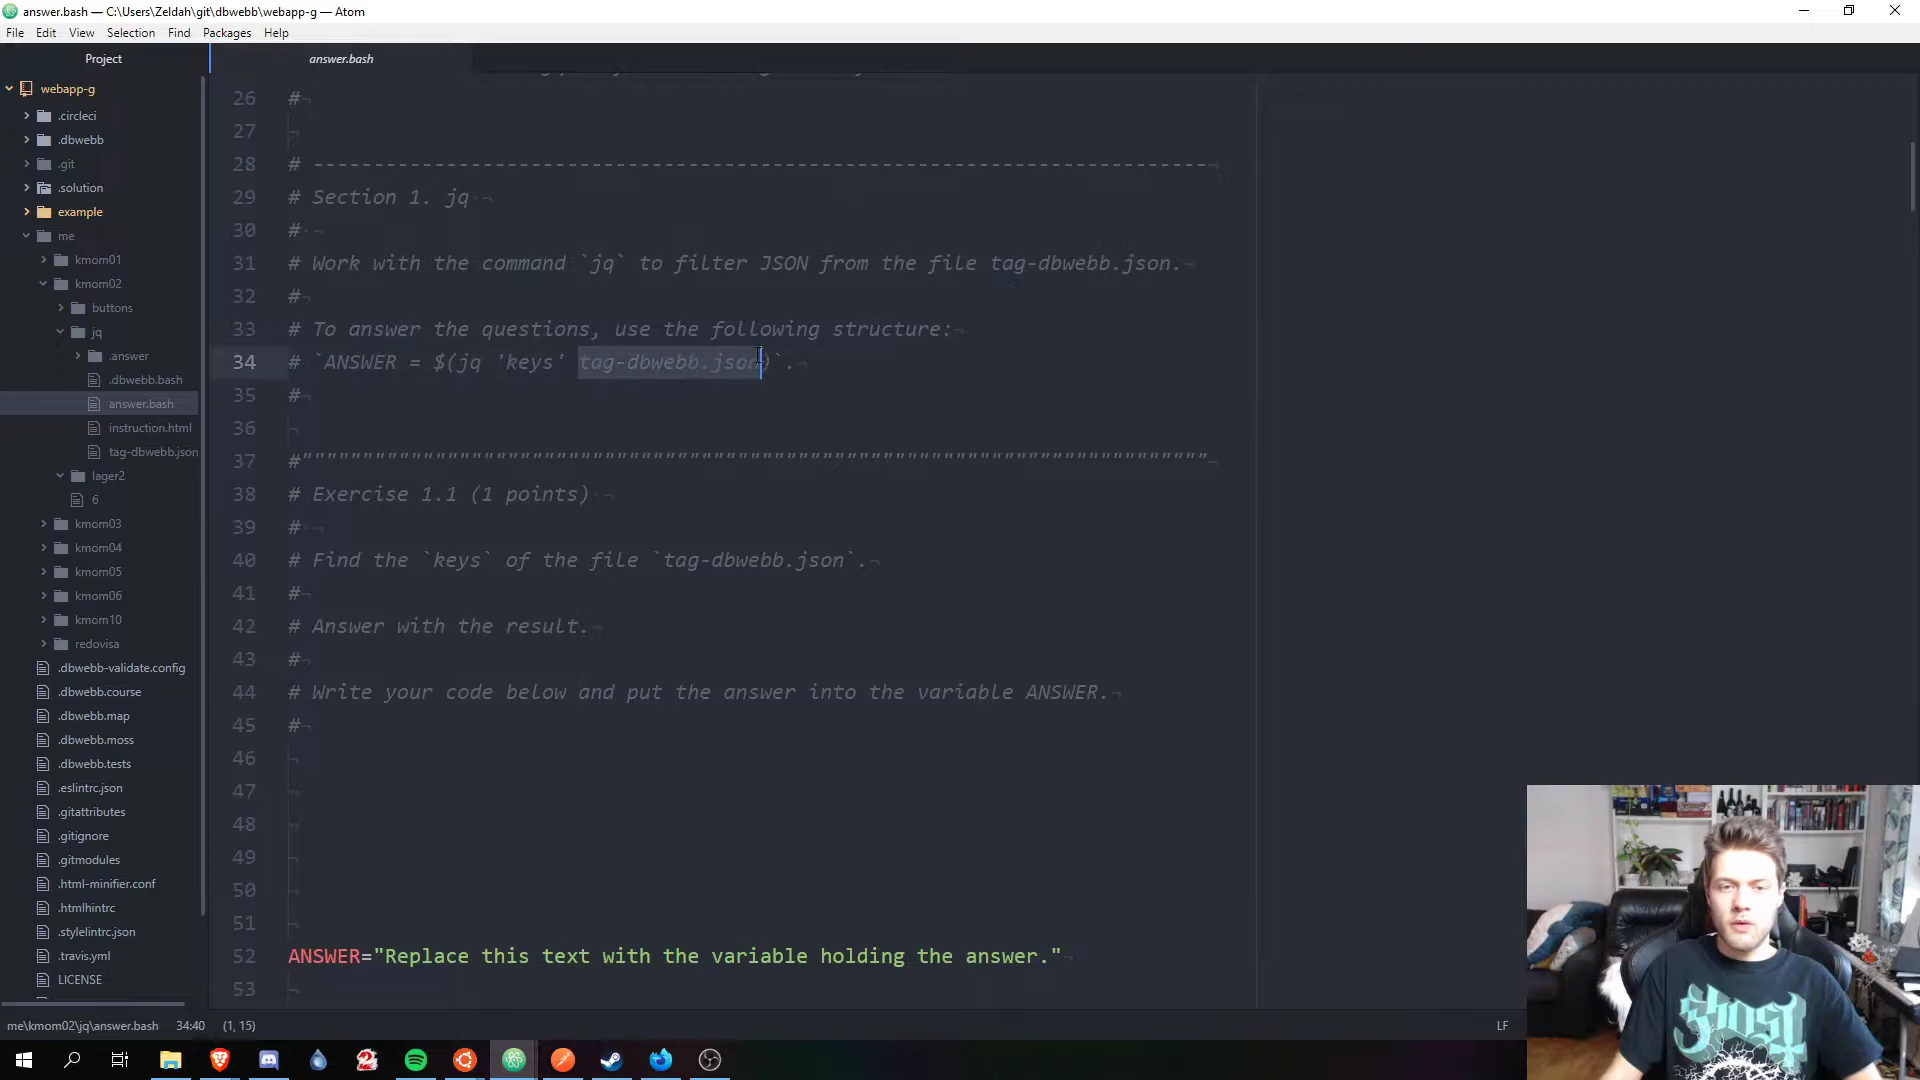 answer.bash — C:\Users\Zeldah\git\dbwebb\webapp-g — Atom
File Edit View Selection Find Packages Help
Project
answer.bash
webapp-g
.circleci
.dbwebb
.git
.solution
example
me
kmom01
kmom02
buttons
jq
.answer
.dbwebb.bash
answer.bash
instruction.html
tag-dbwebb.json
lager2
6
kmom03
kmom04
kmom05
kmom06
kmom10
redovisa
.dbwebb-validate.config
.dbwebb.course
.dbwebb.map
.dbwebb.moss
.dbwebb.tests
.eslintrc.json
.gitattributes
.gitignore
.gitmodules
.html-minifier.conf
.htmlhintrc
.stylelintrc.json
.travis.yml
LICENSE
26 #
27
28 # --------------------------------------------------------------------------
29 # Section 1. jq
30 #
31 # Work with the command `jq` to filter JSON from the file tag-dbwebb.json.
32 #
33 # To answer the questions, use the following structure:
34 # `ANSWER = $(jq 'keys' tag-dbwebb.json)`.
35 #
36
37 #"""""""""""""""""""""""""""""""""""""""""""""""""""""""""""""""""""""""""""
38 # Exercise 1.1 (1 points)
39 #
40 # Find the `keys` of the file `tag-dbwebb.json`.
41 #
42 # Answer with the result.
43 #
44 # Write your code below and put the answer into the variable ANSWER.
45 #
46
47
48
49
50
51
52 ANSWER="Replace this text with the variable holding the answer."
53
me\kmom02\jq\answer.bash 34:40 (1, 15) LF
Ghost